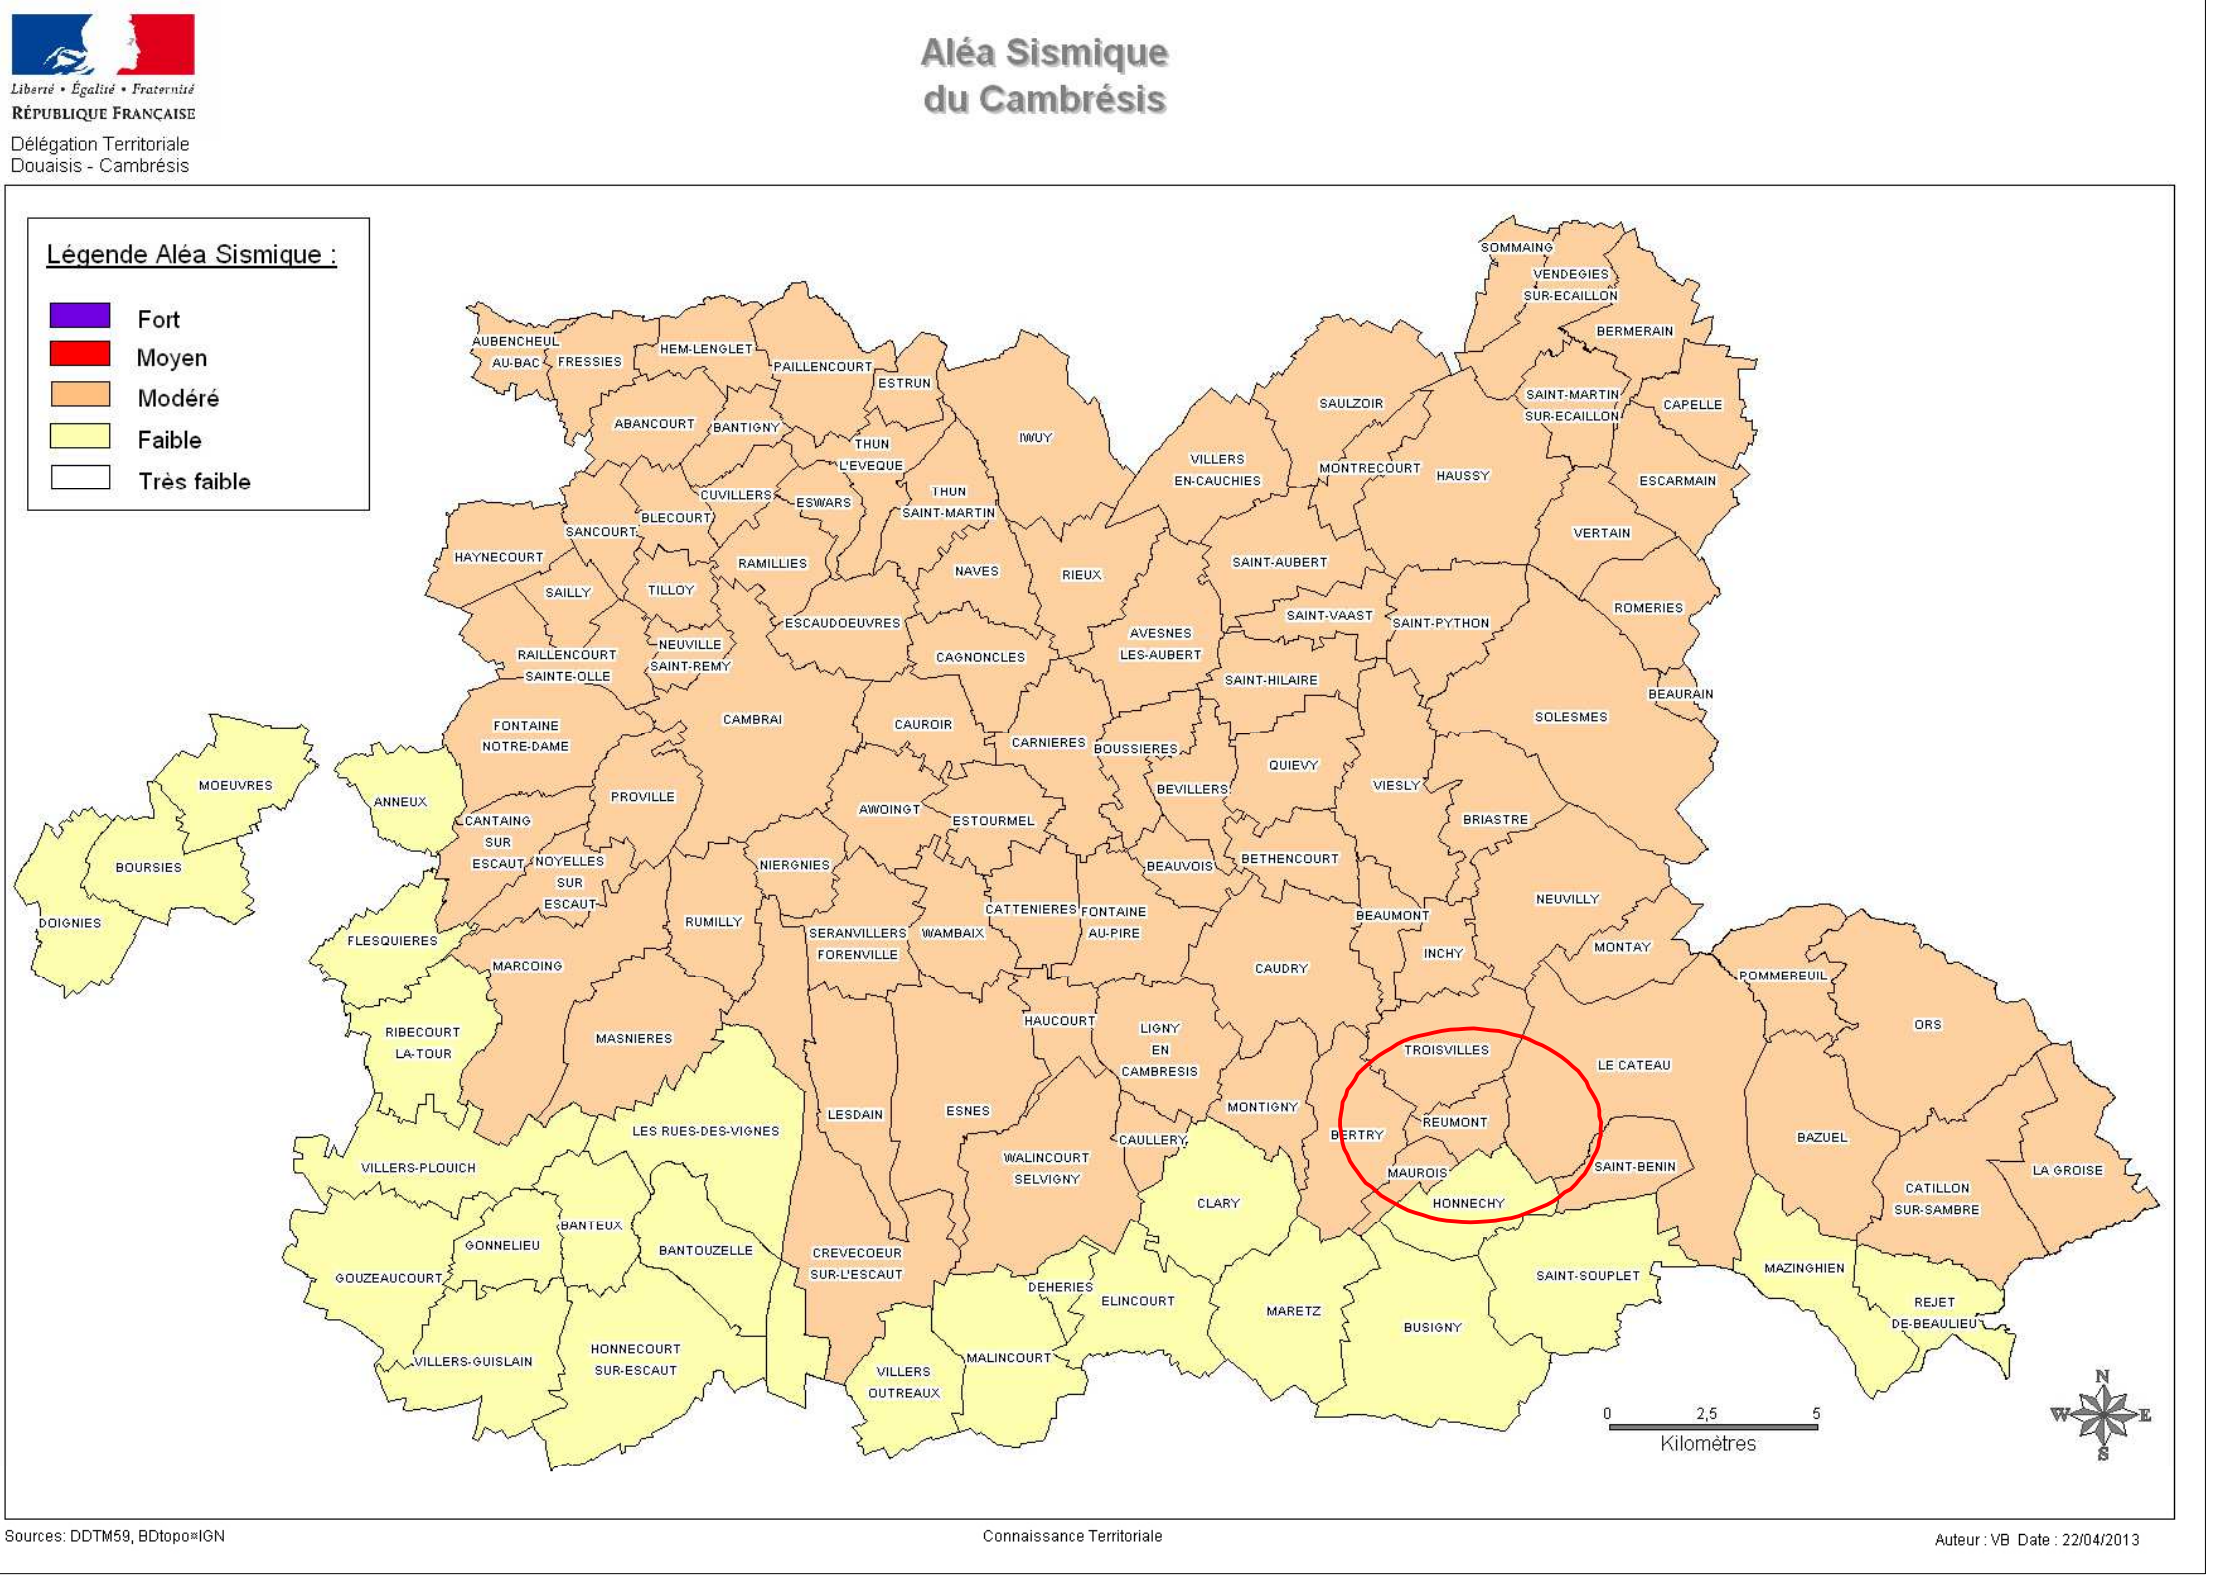 Liberté • Égalité • Fraternité
RÉPUBLIQUE FRANÇAISE
Délégation Territoriale
Douaisis - Cambrésis
Aléa Sismique
du Cambrésis
Légende Aléa Sismique :
Fort
Moyen
Modéré
Faible
Très faible
SOMMAING
VENDEGIES
SUR-ECAILLON
BERMERAIN
AUBENCHEUL
AU-BAC
FRESSIES
HEM-LENGLET
PAILLENCOURT
ESTRUN
SAINT-MARTIN
SUR-ECAILLON
CAPELLE
SAULZOIR
ABANCOURT
BANTIGNY
IWUY
THUN
L'EVEQUE
VILLERS
EN-CAUCHIES
MONTRECOURT
HAUSSY
ESCARMAIN
CUVILLERS
ESWARS
THUN
SAINT-MARTIN
BLECOURT
SANCOURT
VERTAIN
HAYNECOURT
RAMILLIES
NAVES
RIEUX
SAINT-AUBERT
SAILLY
TILLOY
ROMERIES
ESCAUDOEUVRES
SAINT-VAAST
SAINT-PYTHON
AVESNES
LES-AUBERT
NEUVILLE
SAINT-REMY
RAILLENCOURT
SAINTE-OLLE
CAGNONCLES
SAINT-HILAIRE
BEAURAIN
FONTAINE
NOTRE-DAME
CAMBRAI
CAUROIR
CARNIERES
BOUSSIERES
SOLESMES
QUIEVY
MOEUVRES
ANNEUX
PROVILLE
BEVILLERS
VIESLY
AWOINGT
ESTOURMEL
BRIASTRE
CANTAING
SUR
ESCAUT
NOYELLES
SUR
ESCAUT
BOURSIES
NIERGNIES
BEAUVOIS
BETHENCOURT
NEUVILLY
DOIGNIES
RUMILLY
CATTENIERES
FONTAINE
AU-PIRE
BEAUMONT
FLESQUIERES
SERANVILLERS
FORENVILLE
WAMBAIX
INCHY
MONTAY
MARCOING
CAUDRY
POMMEREUIL
RIBECOURT
LA-TOUR
MASNIERES
HAUCOURT
LIGNY
EN
CAMBRESIS
ORS
TROISVILLES
LE CATEAU
LESDAIN
ESNES
MONTIGNY
REUMONT
LES RUES-DES-VIGNES
CAULLERY
BERTRY
BAZUEL
VILLERS-PLOUICH
WALINCOURT
SELVIGNY
MAUROIS
SAINT-BENIN
LA GROISE
CLARY
HONNECHY
CATILLON
SUR-SAMBRE
BANTEUX
GONNELIEU
BANTOUZELLE
CREVECOEUR
SUR-L'ESCAUT
GOUZEAUCOURT
DEHERIES
ELINCOURT
MARETZ
SAINT-SOUPLET
MAZINGHIEN
REJET
DE-BEAULIEU
BUSIGNY
VILLERS-GUISLAIN
HONNECOURT
SUR-ESCAUT
MALINCOURT
VILLERS
OUTREAUX
0 2,5 5
Kilomètres
N
W E
S
Sources: DDTM59, BDtopo¤IGN
Connaissance Territoriale
Auteur : VB Date : 22/04/2013